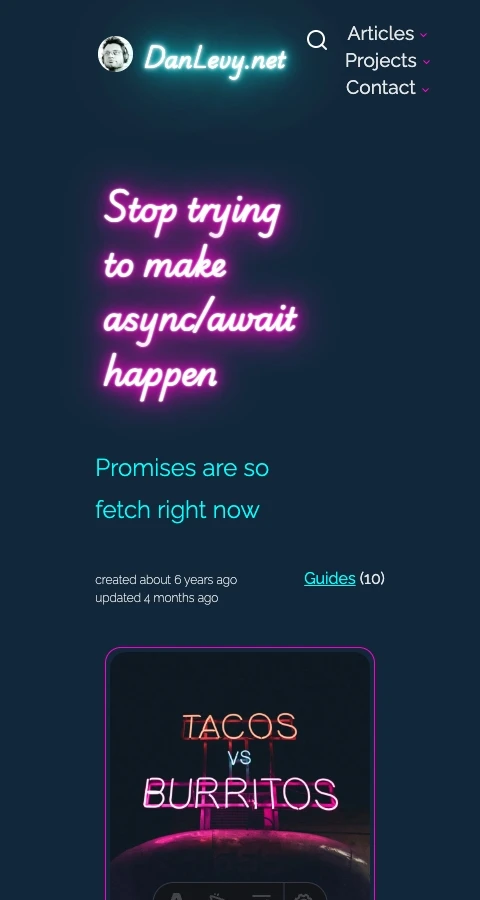 DanLevy.net
Articles
Projects
Contact
Stop trying
to make
async/await
happen
Promises are so
fetch right now
created about 6 years ago
updated 4 months ago
Guides (10)
TACOS
VS
BURRITOS